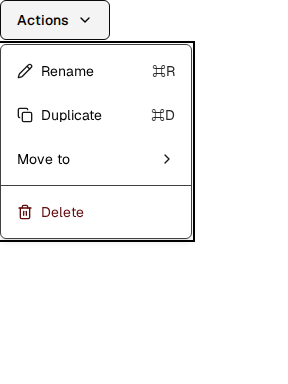 Actions
Rename ⌘R
Duplicate ⌘D
Move to
Delete